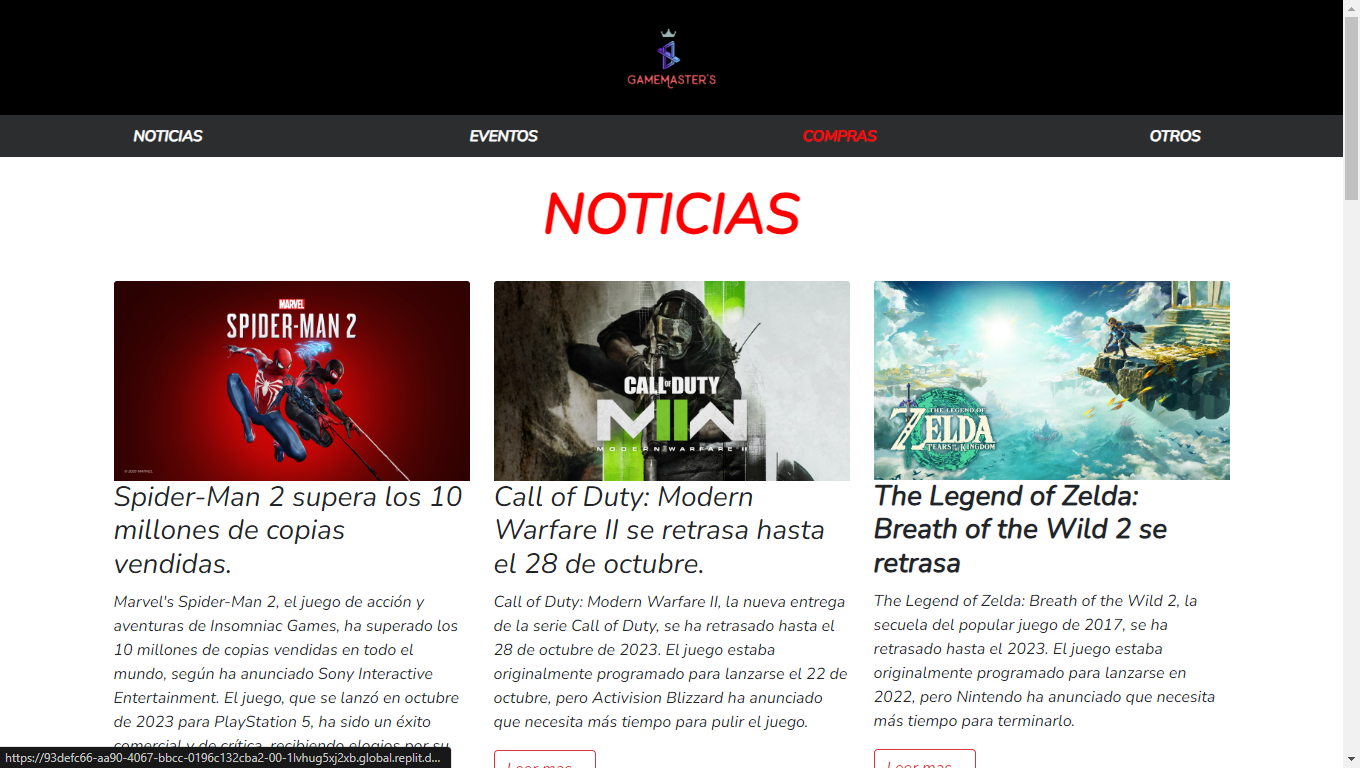 GAMEMASTER'S
NOTICIAS
EVENTOS
COMPRAS
OTROS
NOTICIAS
MARVEL
SPIDER-MAN 2
© 2023 MARVEL
Spider-Man 2 supera los 10
millones de copias
vendidas.
Marvel's Spider-Man 2, el juego de acción y
aventuras de Insomniac Games, ha superado los
10 millones de copias vendidas en todo el
mundo, según ha anunciado Sony Interactive
Entertainment. El juego, que se lanzó en octubre
de 2023 para PlayStation 5, ha sido un éxito
comercial y de crítica, recibiendo elogios por su
CALL OF DUTY
MWII
MODERN WARFARE II
Call of Duty: Modern
Warfare II se retrasa hasta
el 28 de octubre.
Call of Duty: Modern Warfare II, la nueva entrega
de la serie Call of Duty, se ha retrasado hasta el
28 de octubre de 2023. El juego estaba
originalmente programado para lanzarse el 22 de
octubre, pero Activision Blizzard ha anunciado
que necesita más tiempo para pulir el juego.
Leer mas...
THE LEGEND OF
ZELDA
TEARS OF THE KINGDOM
The Legend of Zelda:
Breath of the Wild 2 se
retrasa
The Legend of Zelda: Breath of the Wild 2, la
secuela del popular juego de 2017, se ha
retrasado hasta el 2023. El juego estaba
originalmente programado para lanzarse en
2022, pero Nintendo ha anunciado que necesita
más tiempo para terminarlo.
Leer mas...
https://93defc66-aa90-4067-bbcc-0196c132cba2-00-1lvhug5xj2xb.global.replit.d...